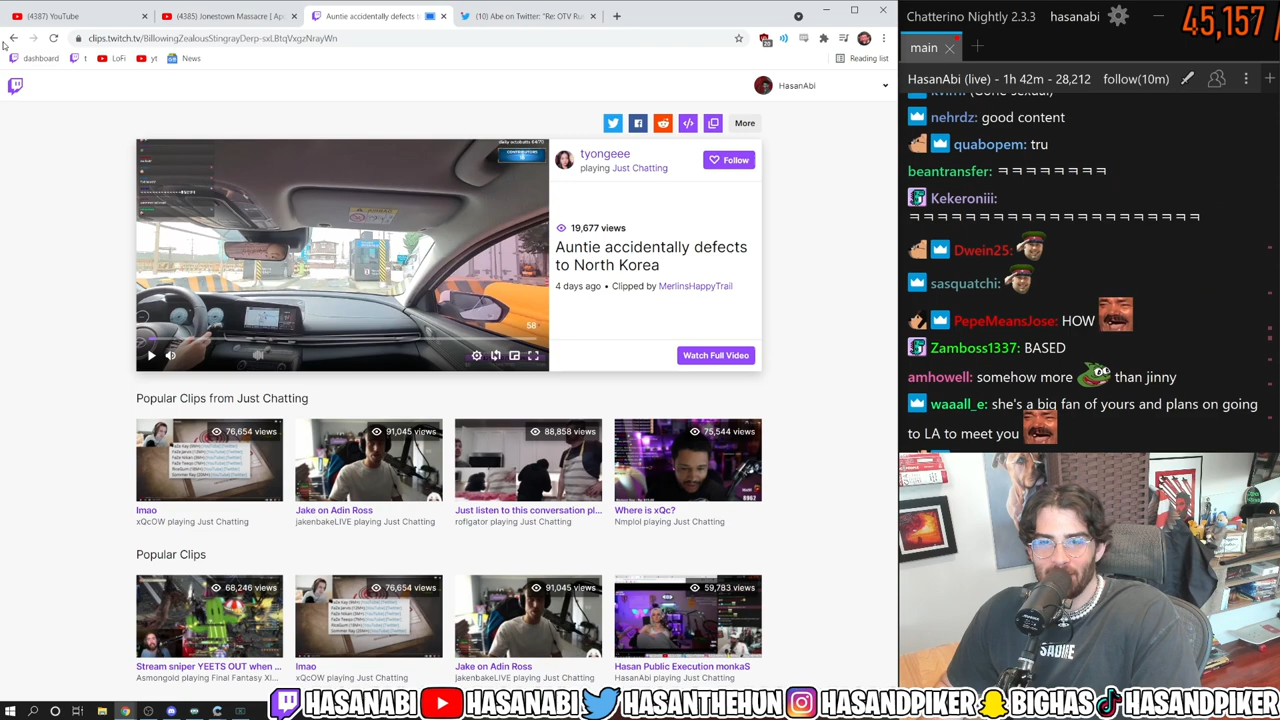 (4387) YouTube
(4385) Jonestown Massacre | Apo
Auntie accidentally defects t
(10) Abe on Twitter: "Re: OTV Rus
clips.twitch.tv/BillowingZealousStingrayDerp-sxLBtqVxgzNrayWn
dashboard
1
LoFi
yt
News
Reading list
HasanAbi
More
tyongeee
playing Just Chatting
Follow
19,677 views
Auntie accidentally defects
to North Korea
4 days ago • Clipped by MerlinsHappyTrail
58
Watch Full Video
Popular Clips from Just Chatting
76,654 views
91,045 views
88,858 views
75,544 views
lmao
Jake on Adin Ross
Just listen to this conversation pl...
Where is xQc?
xQcOW playing Just Chatting
jakenbakeLIVE playing Just Chatting
roflgator playing Just Chatting
Nmplol playing Just Chatting
Popular Clips
68,246 views
76,654 views
91,045 views
59,783 views
Stream sniper YEETS OUT when ...
lmao
Jake on Adin Ross
Hasan Public Execution monkaS
Asmongold playing Final Fantasy XI...
xQcOW playing Just Chatting
jakenbakeLIVE playing Just Chatting
HasanAbi playing Just Chatting
Chatterino Nightly 2.3.3
hasanabi
45,157 /
main
HasanAbi (live) - 1h 42m - 28,212
follow(10m)
nehrdz: good content
quabopem: tru
beantransfer: ㅋㅋㅋㅋㅋㅋㅋㅋ
Kekeroniii:
ㅋㅋㅋㅋㅋㅋㅋㅋㅋㅋㅋㅋㅋㅋㅋㅋㅋㅋㅋㅋㅋ
Dwein25:
sasquatchi:
PepeMeansJose: HOW
Zamboss1337: BASED
amhowell: somehow more than jinny
waaall_e: she's a big fan of yours and plans on going
to LA to meet you
HASANABI
HASANABI
HASANTHEHUN
HASANDPIKER
BIGHAS
HASANDPIKER